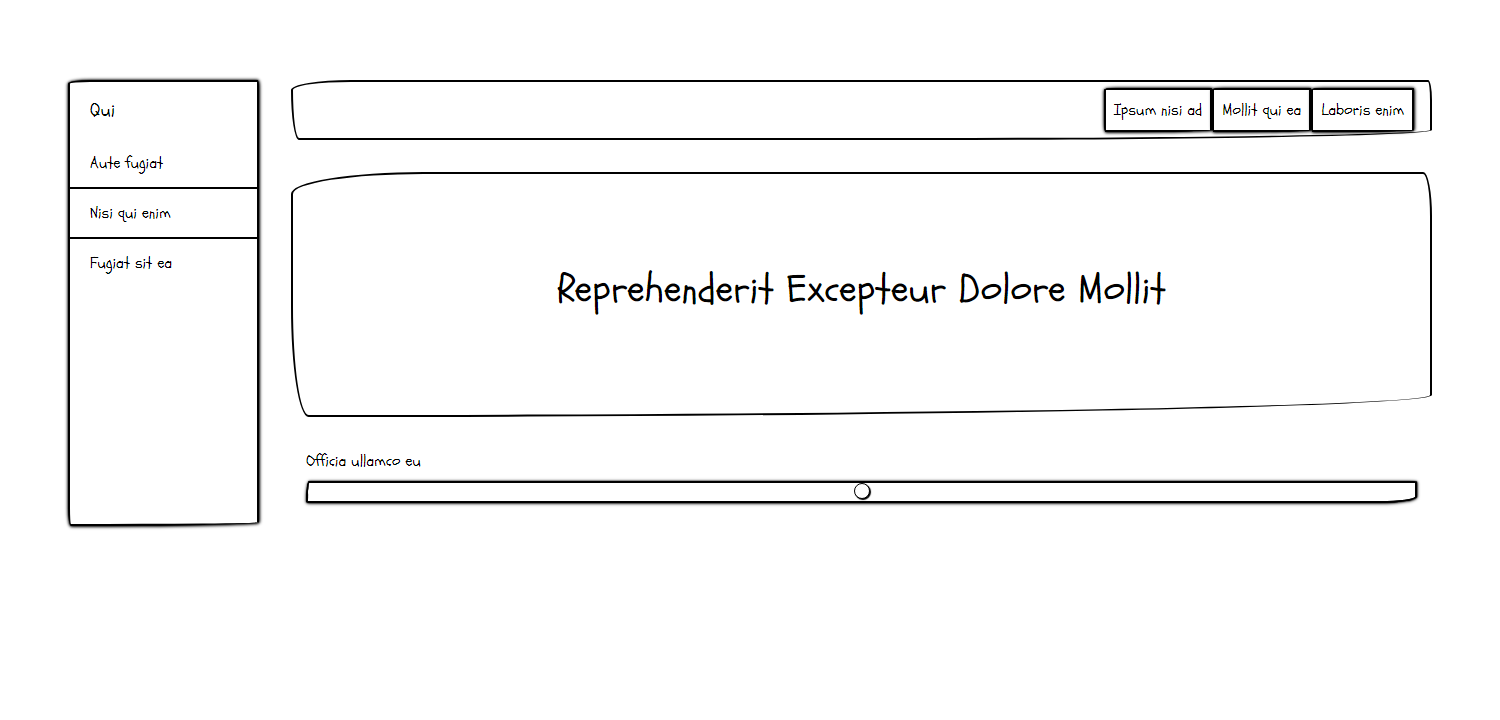 Qui
Aute fugiat
Nisi qui enim
Fugiat sit ea
Ipsum nisi ad
Mollit qui ea
Laboris enim
Reprehenderit Excepteur Dolore Mollit
Officia ullamco eu